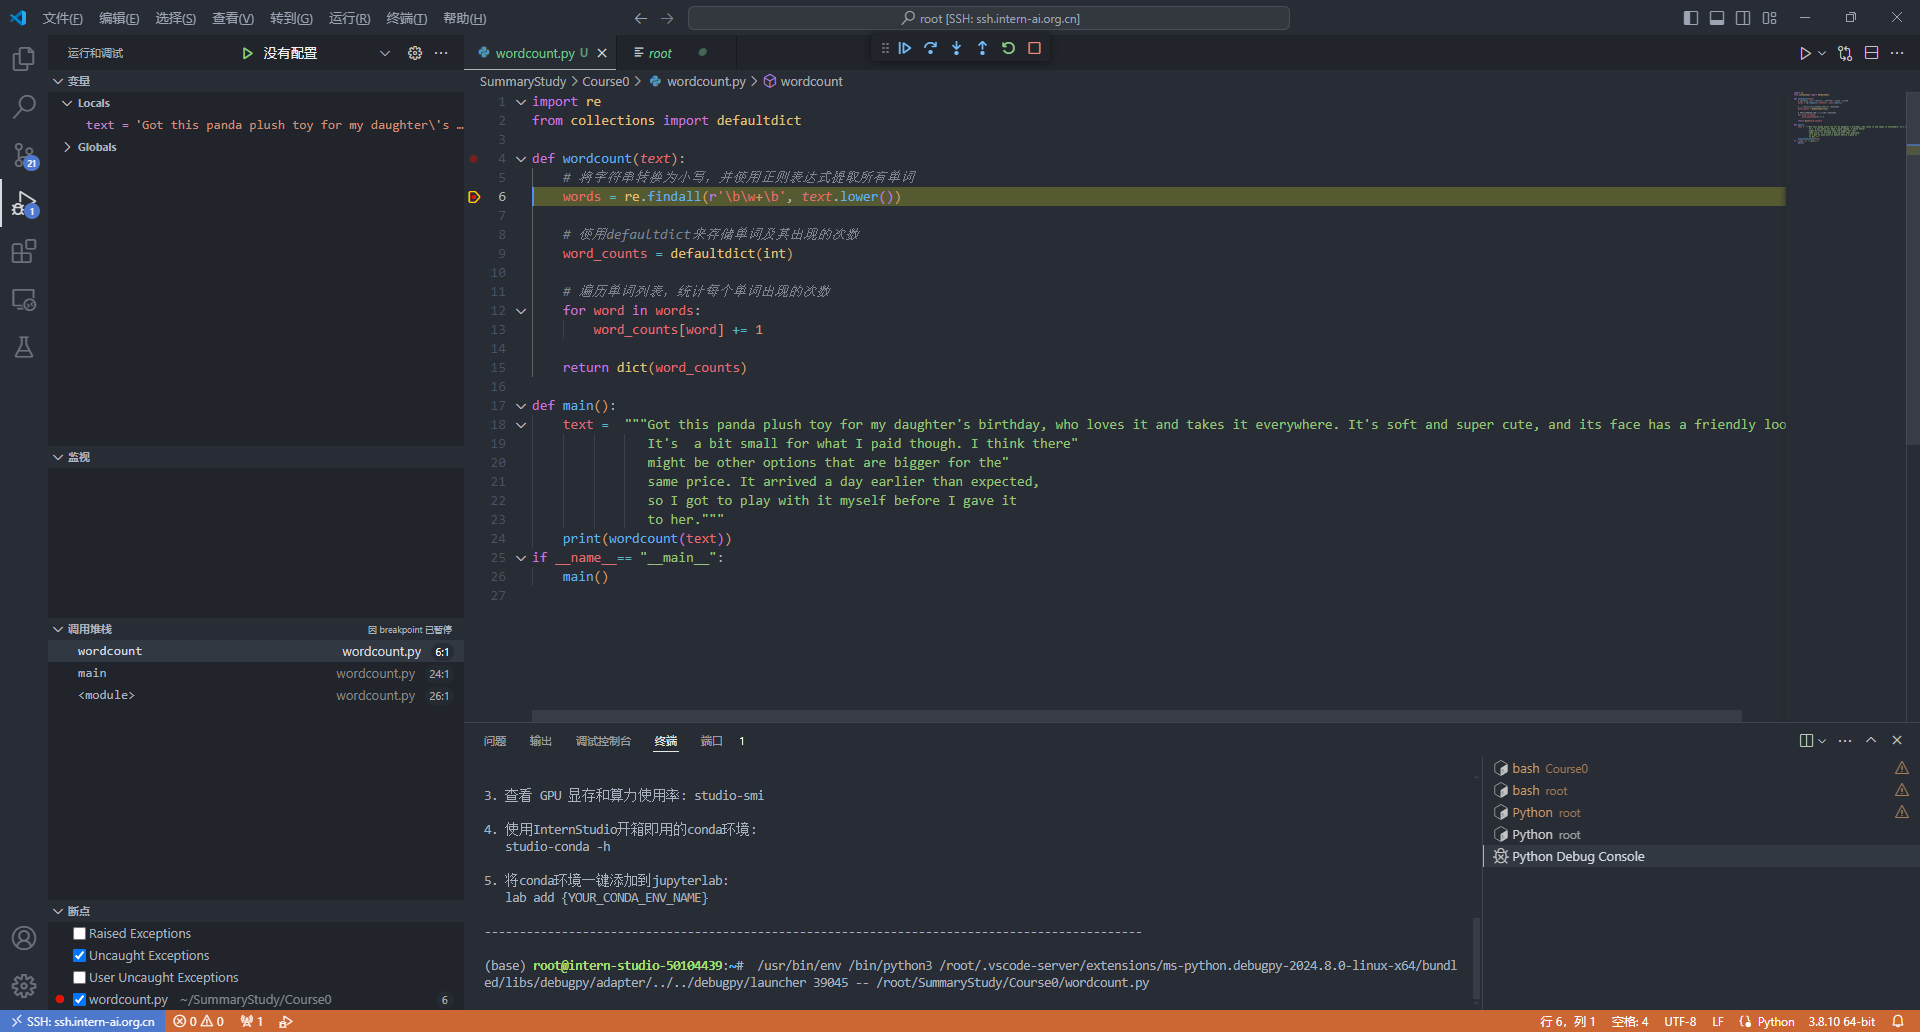 文件(F) 编辑(E) 选择(S) 查看(V) 转到(G) 运行(R) 终端(T) 帮助(H)
root [SSH: ssh.intern-ai.org.cn]
运行和调试
没有配置
变量
Locals
text = 'Got this panda plush toy for my daughter\'s …
Globals
监视
调用堆栈
因 breakpoint 已暂停
wordcount wordcount.py 6:1
main wordcount.py 24:1
<module> wordcount.py 26:1
断点
Raised Exceptions
Uncaught Exceptions
User Uncaught Exceptions
wordcount.py ~/SummaryStudy/Course0 6
21
1
wordcount.py U
root
SummaryStudy > Course0 > wordcount.py > wordcount
1 import re
2 from collections import defaultdict
3
4 def wordcount(text):
5 # 将字符串转换为小写，并使用正则表达式提取所有单词
6 words = re.findall(r'\b\w+\b', text.lower())
7
8 # 使用defaultdict来存储单词及其出现的次数
9 word_counts = defaultdict(int)
10
11 # 遍历单词列表，统计每个单词出现的次数
12 for word in words:
13 word_counts[word] += 1
14
15 return dict(word_counts)
16
17 def main():
18 text = """Got this panda plush toy for my daughter's birthday, who loves it and takes it everywhere. It's soft and super cute, and its face has a friendly loo
19 It's  a bit small for what I paid though. I think there"
20 might be other options that are bigger for the"
21 same price. It arrived a day earlier than expected,
22 so I got to play with it myself before I gave it
23 to her."""
24 print(wordcount(text))
25 if __name__== "__main__":
26 main()
27
问题 输出 调试控制台 终端 端口 1
3. 查看 GPU 显存和算力使用率: studio-smi
4. 使用InternStudio开箱即用的conda环境:
studio-conda -h
5. 将conda环境一键添加到jupyterlab:
lab add {YOUR_CONDA_ENV_NAME}
----------------------------------------------------------------------------------------------
(base) root@intern-studio-50104439:~#  /usr/bin/env /bin/python3 /root/.vscode-server/extensions/ms-python.debugpy-2024.8.0-linux-x64/bundl
ed/libs/debugpy/adapter/../../debugpy/launcher 39045 -- /root/SummaryStudy/Course0/wordcount.py
bash Course0
bash root
Python root
Python root
Python Debug Console
SSH: ssh.intern-ai.org.cn 0 0 1
行 6，列 1 空格: 4 UTF-8 LF Python 3.8.10 64-bit